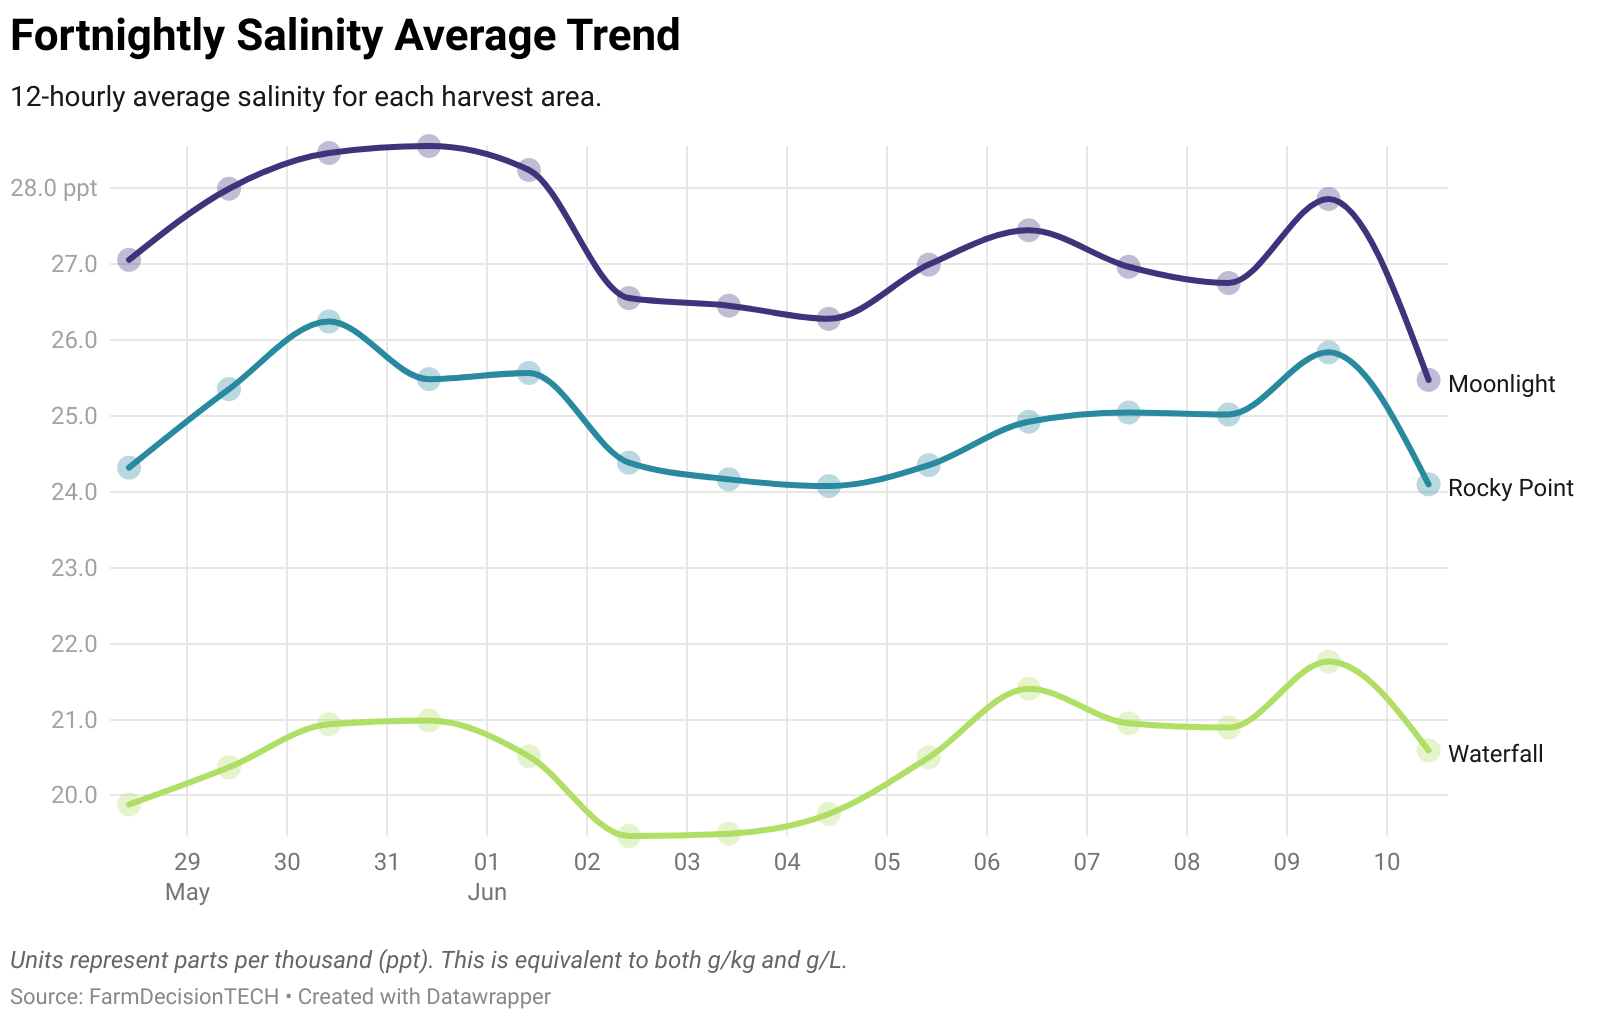 Fortnightly Salinity Average Trend
12-hourly average salinity for each harvest area.
28.0 ppt
27.0
26.0
25.0
24.0
23.0
22.0
21.0
20.0
Moonlight
Rocky Point
Waterfall
29 30 31 01 02 03 04 05 06 07 08 09 10
May Jun
Units represent parts per thousand (ppt). This is equivalent to both g/kg and g/L.
Source: FarmDecisionTECH • Created with Datawrapper